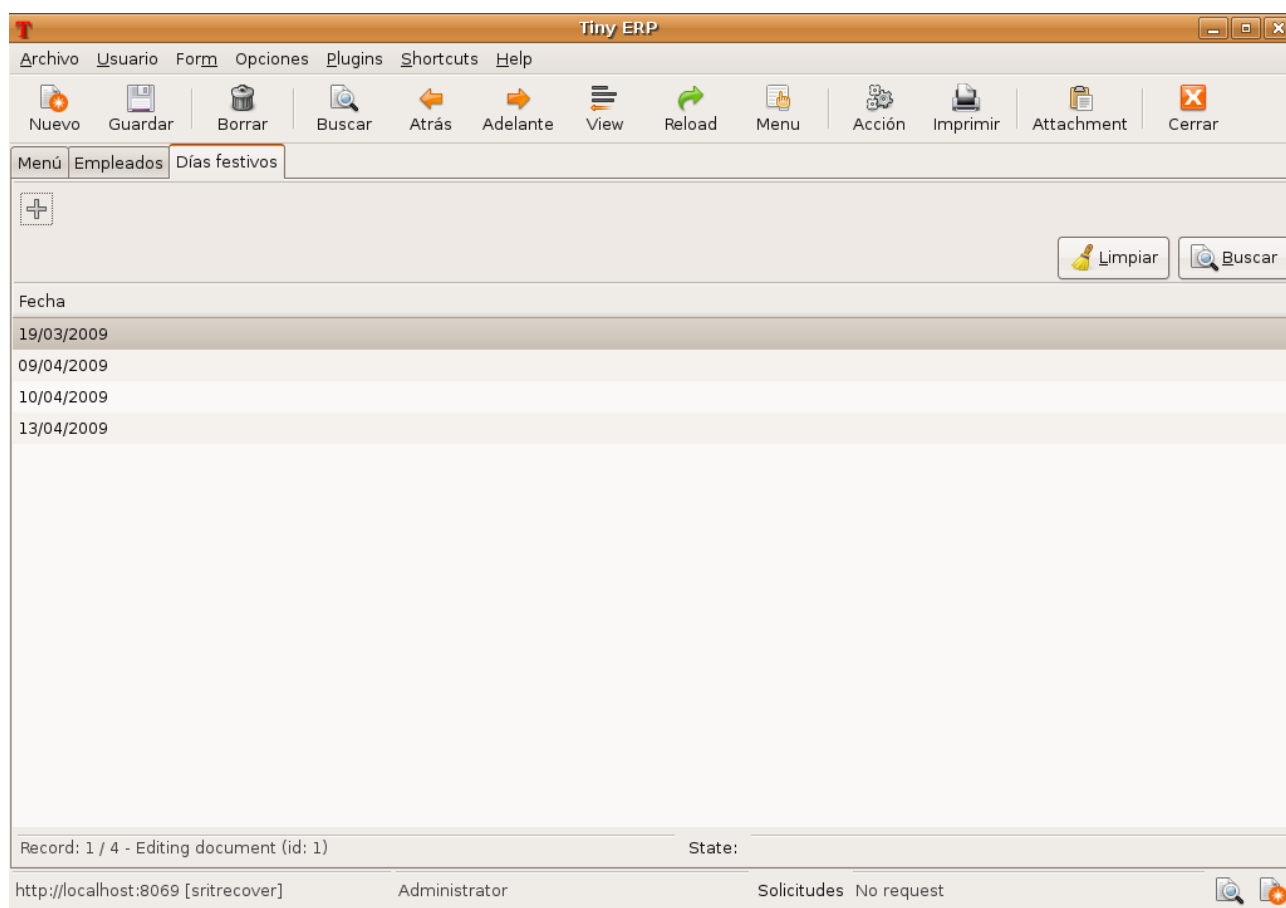 Tiny ERP
Archivo Usuario Form Opciones Plugins Shortcuts Help
Nuevo Guardar Borrar Buscar Atrás Adelante View Reload Menu Acción Imprimir Attachment Cerrar
Menú Empleados Días festivos
Limpiar Buscar
Fecha
19/03/2009
09/04/2009
10/04/2009
13/04/2009
Record: 1 / 4 - Editing document (id: 1) State:
http://localhost:8069 [sritrecover] Administrator Solicitudes No request